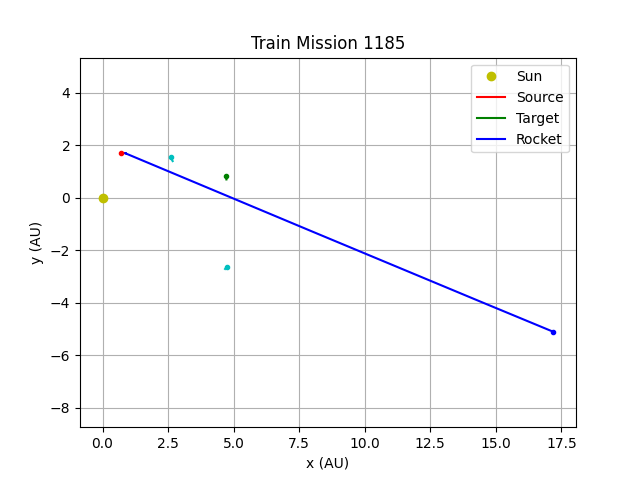 Train Mission 1185
Sun
Source
Target
Rocket
4
2
0
−2
−4
−6
−8
y (AU)
0.0 2.5 5.0 7.5 10.0 12.5 15.0 17.5
x (AU)